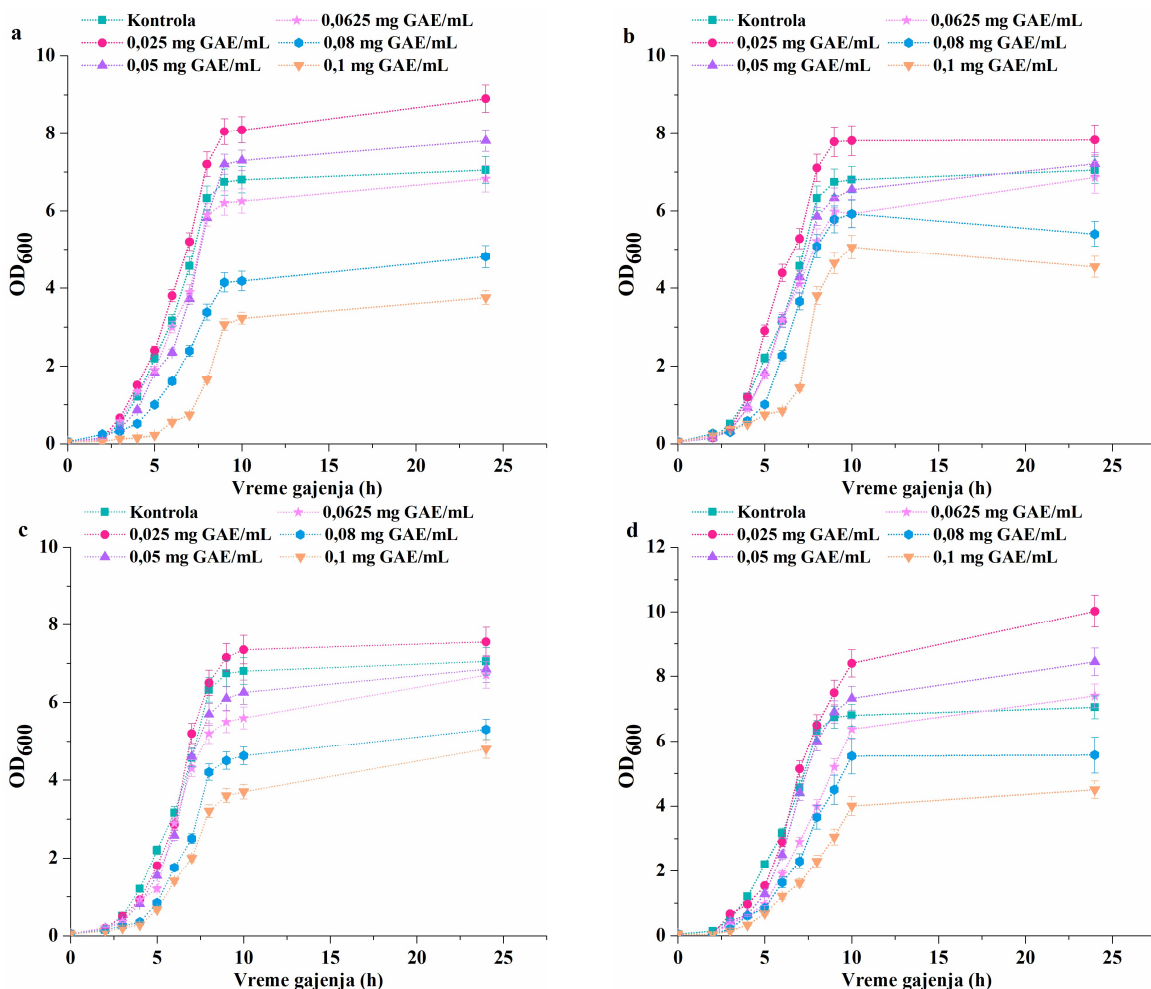 a
Kontrola
0,0625 mg GAE/mL
0,025 mg GAE/mL
0,08 mg GAE/mL
0,05 mg GAE/mL
0,1 mg GAE/mL
10
8
6
4
2
0
OD600
0 5 10 15 20 25
Vreme gajenja (h)
b
Kontrola
0,0625 mg GAE/mL
0,025 mg GAE/mL
0,08 mg GAE/mL
0,05 mg GAE/mL
0,1 mg GAE/mL
10
8
6
4
2
0
OD600
0 5 10 15 20 25
Vreme gajenja (h)
c
Kontrola
0,0625 mg GAE/mL
0,025 mg GAE/mL
0,08 mg GAE/mL
0,05 mg GAE/mL
0,1 mg GAE/mL
10
8
6
4
2
0
OD600
0 5 10 15 20 25
Vreme gajenja (h)
d
Kontrola
0,0625 mg GAE/mL
0,025 mg GAE/mL
0,08 mg GAE/mL
0,05 mg GAE/mL
0,1 mg GAE/mL
12
10
8
6
4
2
0
OD600
0 5 10 15 20 25
Vreme gajenja (h)